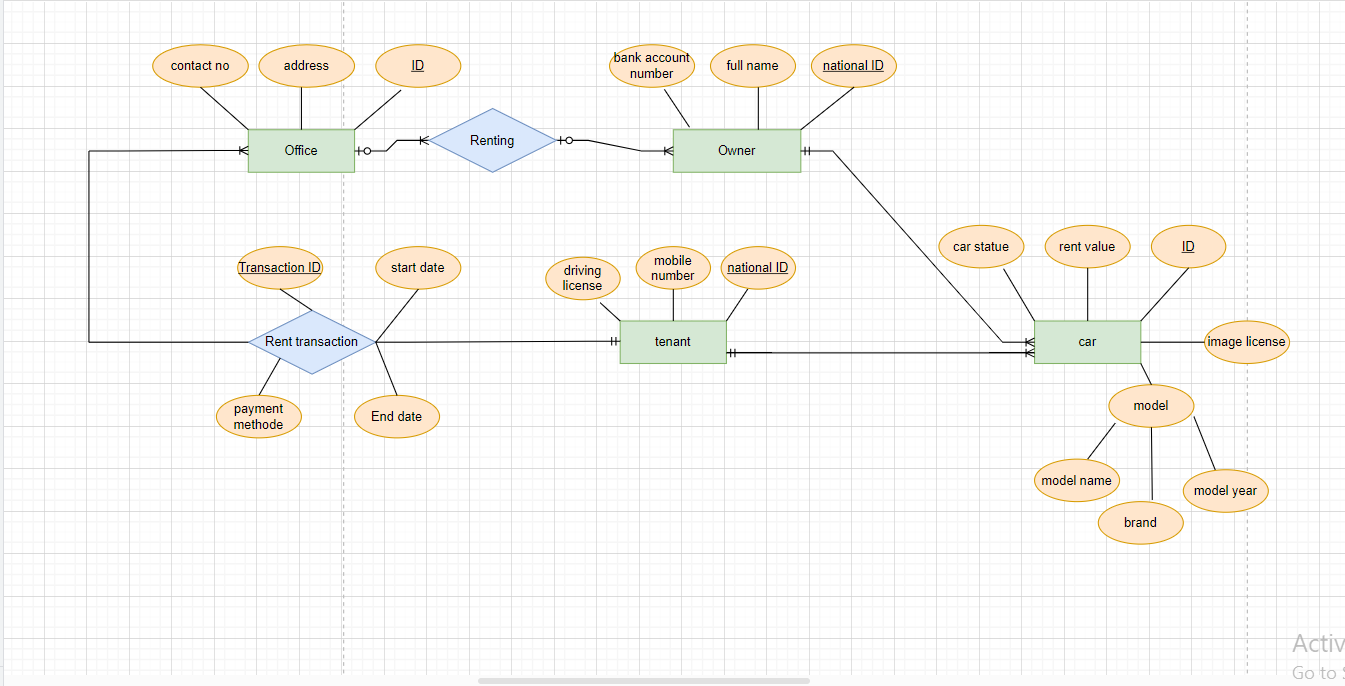 contact no
address
ID
bank account
number
full name
national ID
Office
Renting
Owner
car statue
rent value
ID
Transaction ID
start date
driving
license
mobile
number
national ID
Rent transaction
tenant
car
image license
payment
methode
End date
model
model name
model year
brand
Activ
Go to S